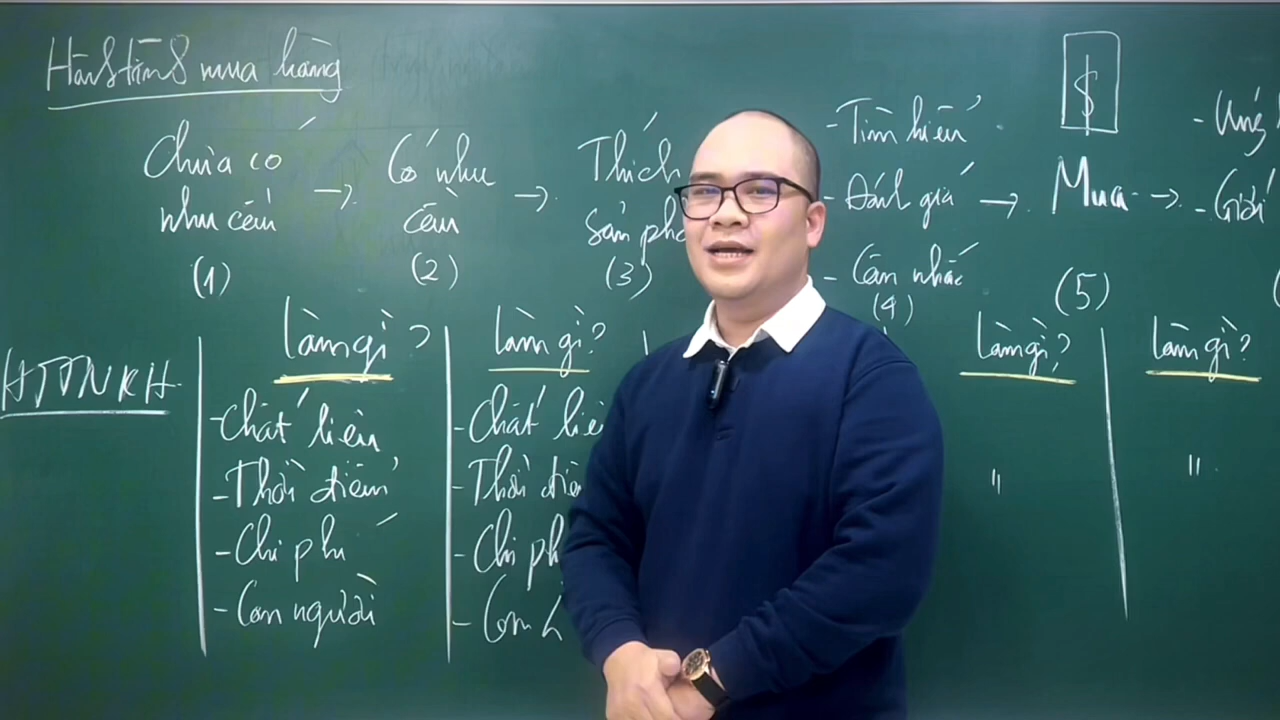 Hành trình mua hàng
Chưa có
nhu cầu
(1)
→
Có nhu
cầu
(2)
→
Thích
sản phẩ
(3)
- Tìm hiểu
- Đánh giá
- Cân nhắc
(4)
→
$
Mua
(5)
→
- Ủng
- Giới
HTTNKH
Làm gì?
- Chất liệu
- Thời điểm
- Chi phí
- Con người
Làm gì?
- Chất liệ
- Thời điể
- Chi ph
- Con
Làm gì?
"
Làm gì?
"